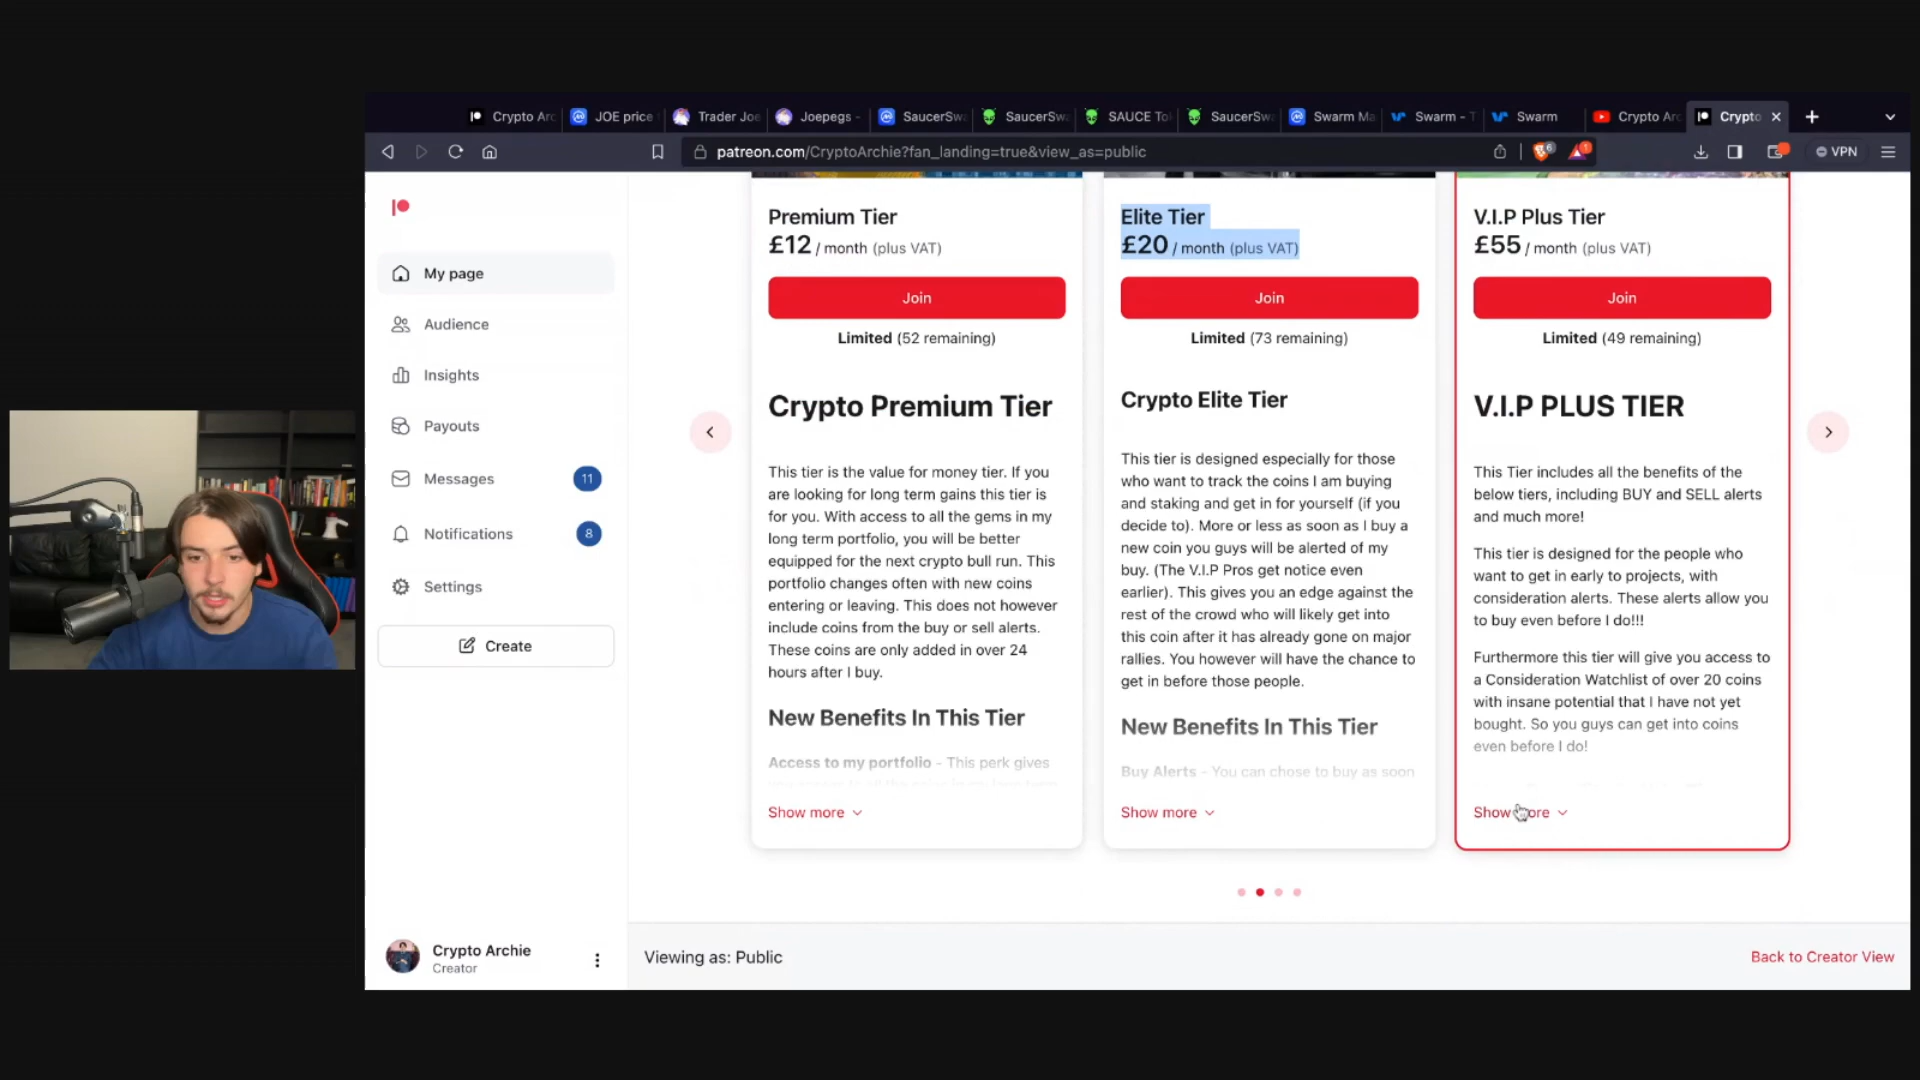 Crypto Arc
JOE price
Trader Joe
Joepegs -
SaucerSwa
SaucerSwa
SAUCE To
SaucerSwa
Swarm Ma
Swarm - T
Swarm
Crypto Arc
Crypto
patreon.com/CryptoArchie?fan_landing=true&view_as=public
6
1
VPN
My page
Audience
Insights
Payouts
Messages
11
Notifications
8
Settings
Create
Crypto Archie
Creator
Premium Tier
£12 / month (plus VAT)
Join
Limited (52 remaining)
Crypto Premium Tier
This tier is the value for money tier. If you
are looking for long term gains this tier is
for you. With access to all the gems in my
long term portfolio, you will be better
equipped for the next crypto bull run. This
portfolio changes often with new coins
entering or leaving. This does not however
include coins from the buy or sell alerts.
These coins are only added in over 24
hours after I buy.
New Benefits In This Tier
Access to my portfolio - This perk gives
Show more
Elite Tier
£20 / month (plus VAT)
Join
Limited (73 remaining)
Crypto Elite Tier
This tier is designed especially for those
who want to track the coins I am buying
and staking and get in for yourself (if you
decide to). More or less as soon as I buy a
new coin you guys will be alerted of my
buy. (The V.I.P Pros get notice even
earlier). This gives you an edge against the
rest of the crowd who will likely get into
this coin after it has already gone on major
rallies. You however will have the chance to
get in before those people.
New Benefits In This Tier
Buy Alerts - You can chose to buy as soon
Show more
V.I.P Plus Tier
£55 / month (plus VAT)
Join
Limited (49 remaining)
V.I.P PLUS TIER
This Tier includes all the benefits of the
below tiers, including BUY and SELL alerts
and much more!
This tier is designed for the people who
want to get in early to projects, with
consideration alerts. These alerts allow you
to buy even before I do!!!
Furthermore this tier will give you access to
a Consideration Watchlist of over 20 coins
with insane potential that I have not yet
bought. So you guys can get into coins
even before I do!
Show more
Viewing as: Public
Back to Creator View